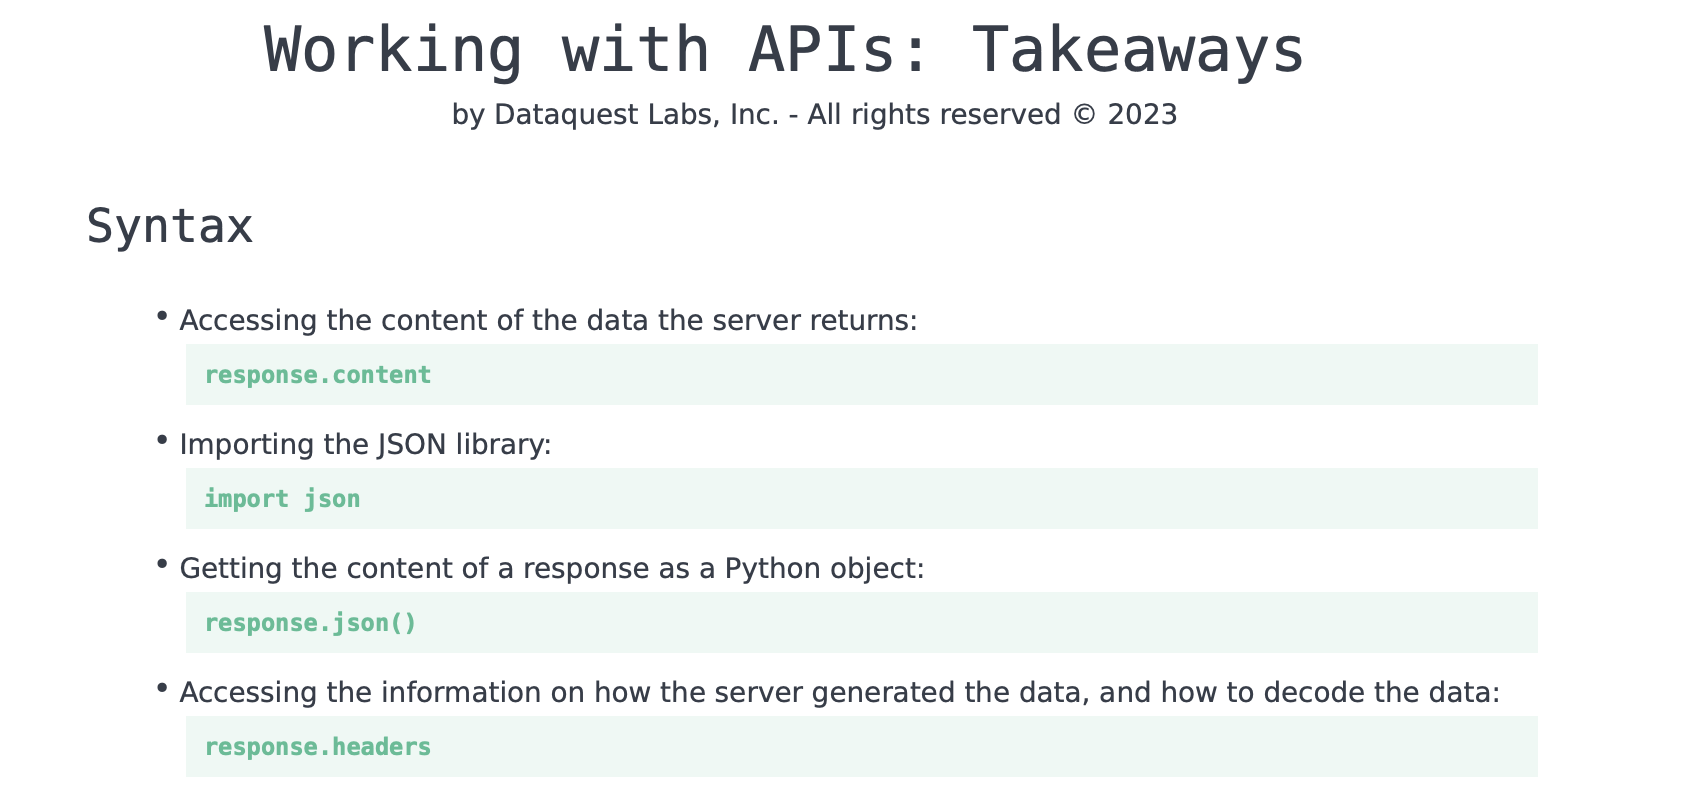 Working with APIs: Takeaways
by Dataquest Labs, Inc. - All rights reserved © 2023
Syntax
• Accessing the content of the data the server returns:
response.content
• Importing the JSON library:
import json
• Getting the content of a response as a Python object:
response.json()
• Accessing the information on how the server generated the data, and how to decode the data:
response.headers